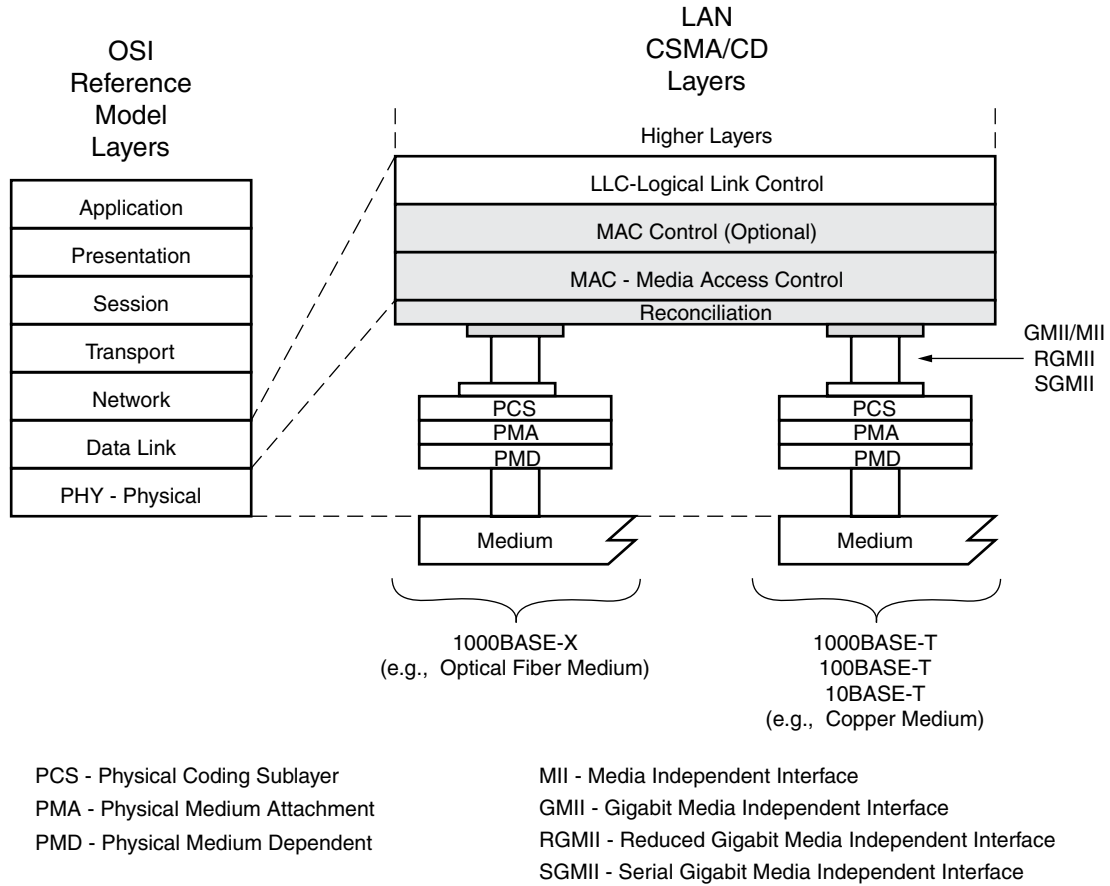 OSI
Reference
Model
Layers
Application
Presentation
Session
Transport
Network
Data Link
PHY - Physical
LAN
CSMA/CD
Layers
Higher Layers
LLC-Logical Link Control
MAC Control (Optional)
MAC - Media Access Control
Reconciliation
GMII/MII
RGMII
SGMII
PCS
PMA
PMD
Medium
1000BASE-X
(e.g., Optical Fiber Medium)
PCS
PMA
PMD
Medium
1000BASE-T
100BASE-T
10BASE-T
(e.g., Copper Medium)
PCS - Physical Coding Sublayer
PMA - Physical Medium Attachment
PMD - Physical Medium Dependent
MII - Media Independent Interface
GMII - Gigabit Media Independent Interface
RGMII - Reduced Gigabit Media Independent Interface
SGMII - Serial Gigabit Media Independent Interface